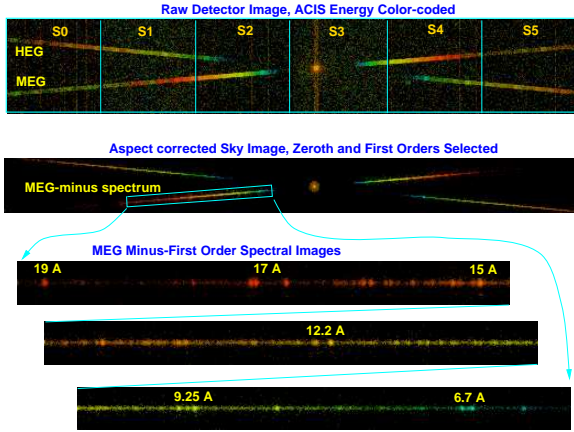 Raw Detector Image, ACIS Energy Color-coded
S0 S1 S2 S3 S4 S5
HEG
MEG
Aspect corrected Sky Image, Zeroth and First Orders Selected
MEG-minus spectrum
MEG Minus-First Order Spectral Images
19 A 17 A 15 A
12.2 A
9.25 A 6.7 A